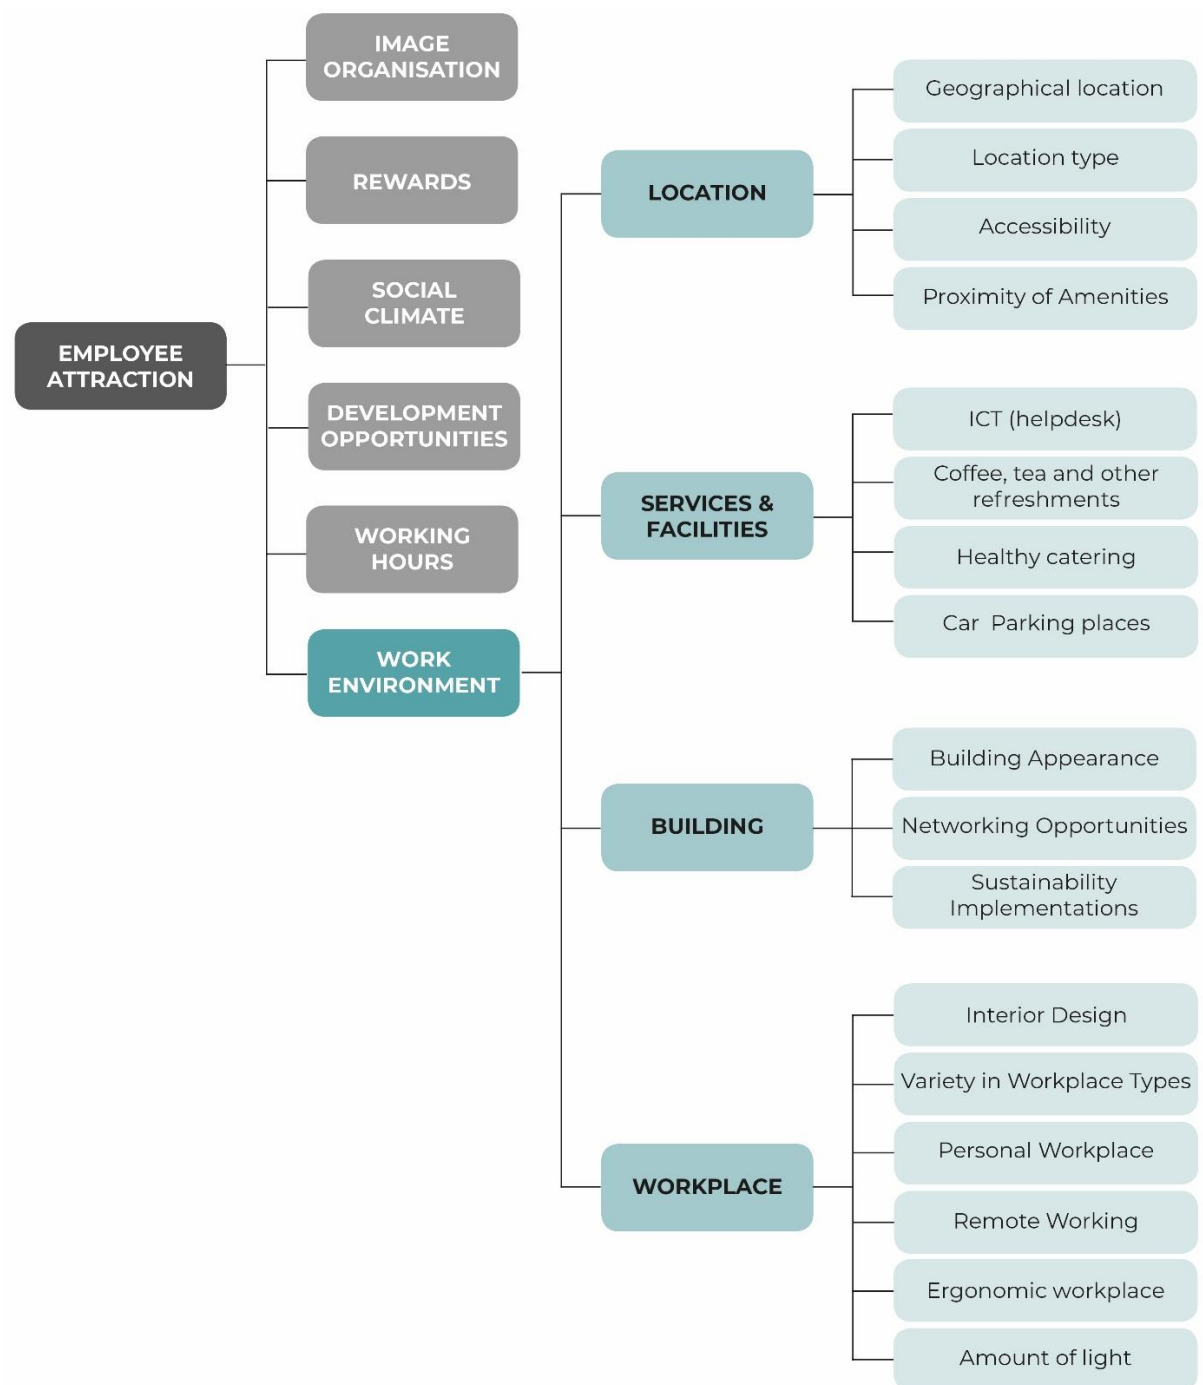 IMAGE
ORGANISATION
REWARDS
SOCIAL
CLIMATE
EMPLOYEE
ATTRACTION
DEVELOPMENT
OPPORTUNITIES
WORKING
HOURS
WORK
ENVIRONMENT
LOCATION
Geographical location
Location type
Accessibility
Proximity of Amenities
SERVICES &
FACILITIES
ICT (helpdesk)
Coffee, tea and other
refreshments
Healthy catering
Car Parking places
BUILDING
Building Appearance
Networking Opportunities
Sustainability
Implementations
WORKPLACE
Interior Design
Variety in Workplace Types
Personal Workplace
Remote Working
Ergonomic workplace
Amount of light